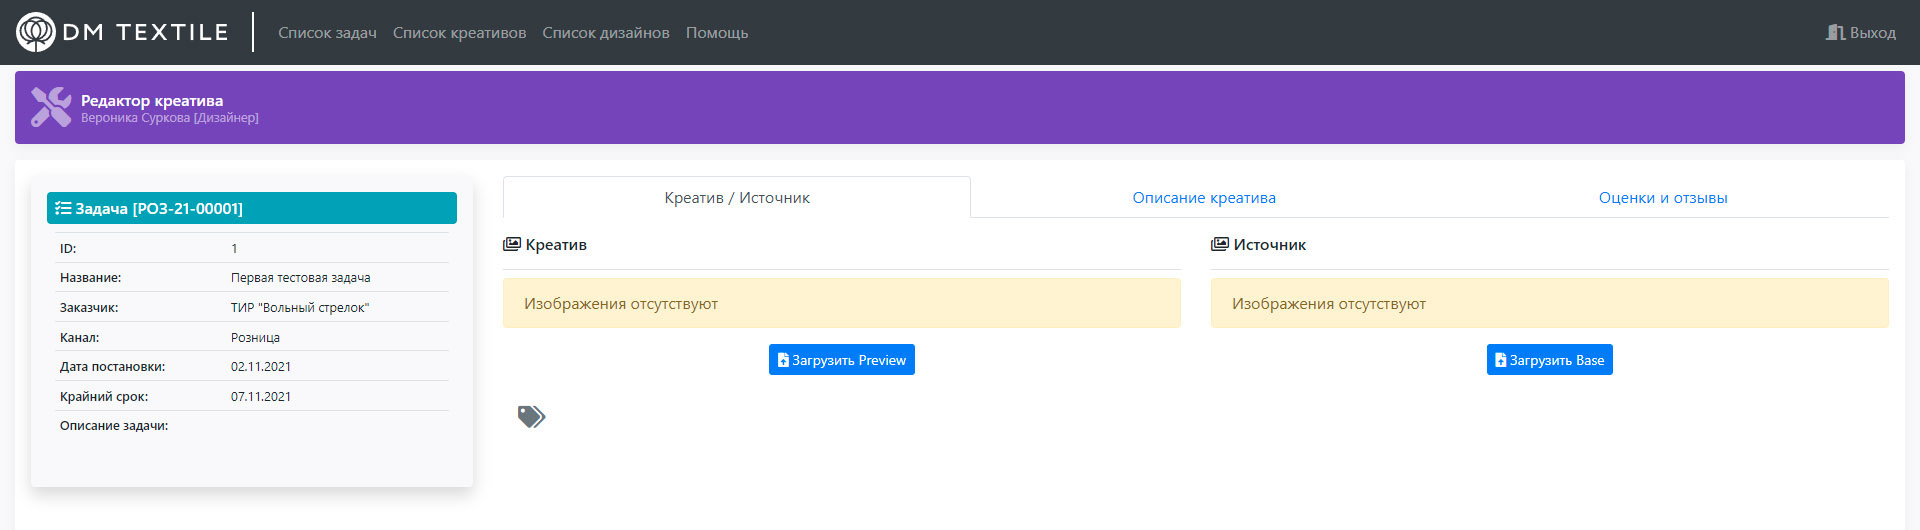 DM TEXTILE
Список задач Список креативов Список дизайнов Помощь
Выход
Редактор креатива
Вероника Суркова [Дизайнер]
Задача [РОЗ-21-00001]
ID: 1
Название: Первая тестовая задача
Заказчик: ТИР "Вольный стрелок"
Канал: Розница
Дата постановки: 02.11.2021
Крайний срок: 07.11.2021
Описание задачи:
Креатив / Источник Описание креатива Оценки и отзывы
Креатив
Изображения отсутствуют
Загрузить Preview
Источник
Изображения отсутствуют
Загрузить Base